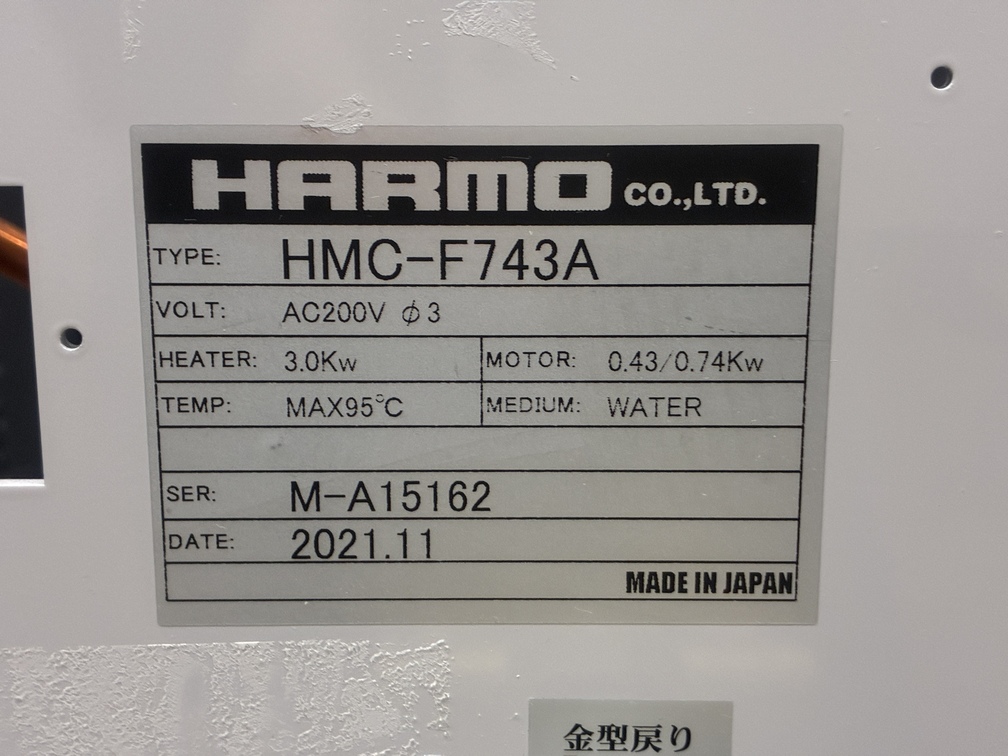 HARMO CO.,LTD.
TYPE: HMC-F743A
VOLT: AC200V ϕ3
HEATER: 3.0Kw MOTOR: 0.43/0.74Kw
TEMP: MAX95℃ MEDIUM: WATER
SER: M-A15162
DATE: 2021.11
MADE IN JAPAN
金型戻り